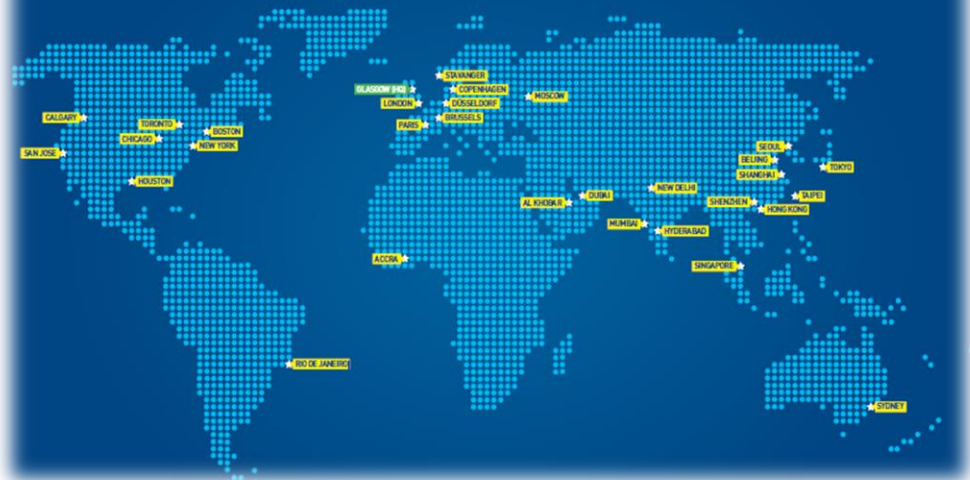 STAVANGER
GLASGOW (HQ)
COPENHAGEN
MOSCOW
LONDON
DÜSSELDORF
CALGARY
BRUSSELS
PARIS
TORONTO
BOSTON
CHICAGO
NEW YORK
SAN JOSE
HOUSTON
SEOUL
BEIJING
TOKYO
SHANGHAI
NEW DELHI
DUBAI
TAIPEI
AL KHOBAR
SHENZHEN
HONG KONG
MUMBAI
HYDERABAD
ACCRA
SINGAPORE
RIO DE JANEIRO
SYDNEY